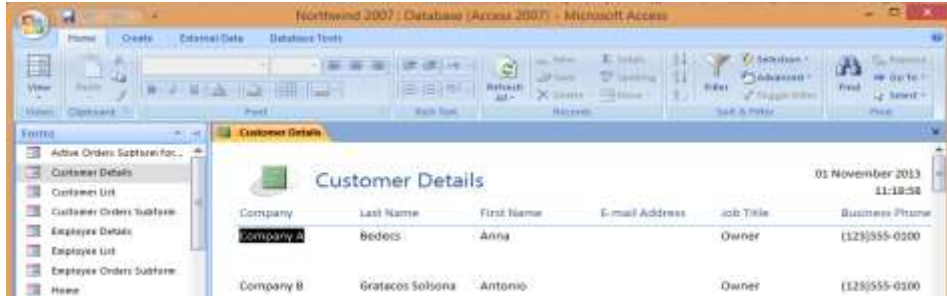 Northwind 2007 : Database (Access 2007) - Microsoft Access
Home Create External Data Database Tools
View Paste Refresh All New Save Delete Totals Spelling More Filter Selection Advanced Toggle Filter Find Replace Go To Select
Views Clipboard Font Rich Text Records Sort & Filter Find
Forms Customer Details
Active Orders Subform for...
Customer Details
Customer List
Customer Orders Subform
Employee Details
Employee List
Employee Orders Subform
Home
Customer Details
01 November 2013
11:18:58
Company Last Name First Name E-mail Address Job Title Business Phone
Company A Bedecs Anna Owner (123)555-0100
Company B Gratacos Solsona Antonio Owner (123)555-0100